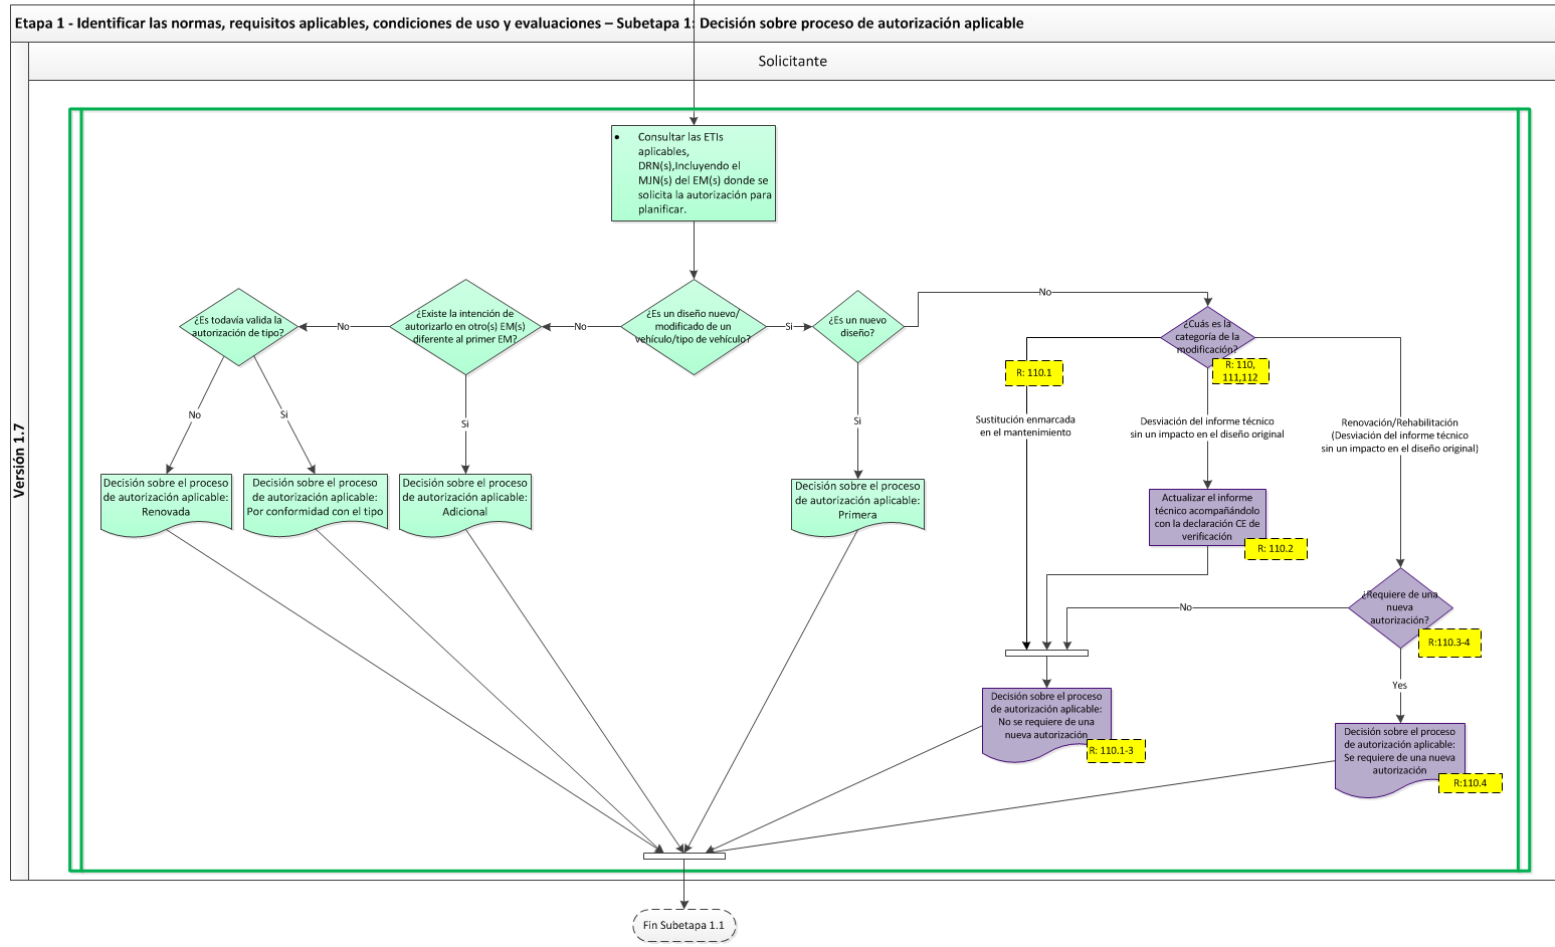 Etapa 1 - Identificar las normas, requisitos aplicables, condiciones de uso y evaluaciones – Subetapa 1: Decisión sobre proceso de autorización aplicable
Solicitante
Versión 1.7
• Consultar las ETIs
aplicables,
DRN(s),Incluyendo el
MJN(s) del EM(s) donde se
solicita la autorización para
planificar.
¿Es todavía valida la
autorización de tipo?
No
¿Existe la intención de
autorizarlo en otro(s) EM(s)
diferente al primer EM?
No
¿Es un diseño nuevo/
modificado de un
vehículo/tipo de vehículo?
Si
¿Es un nuevo
diseño?
No
¿Cuás es la
categoría de la
modificación?
R: 110,
111,112
R: 110.1
No
Si
Si
Si
Sustitución enmarcada
en el mantenimiento
Desviación del informe técnico
sin un impacto en el diseño original
Renovación/Rehabilitación
(Desviación del informe técnico
sin un impacto en el diseño original)
Decisión sobre el proceso
de autorización aplicable:
Renovada
Decisión sobre el proceso
de autorización aplicable:
Por conformidad con el tipo
Decisión sobre el proceso
de autorización aplicable:
Adicional
Decisión sobre el proceso
de autorización aplicable:
Primera
Actualizar el informe
técnico acompañándolo
con la declaración CE de
verificación
R: 110.2
No
¿Requiere de una
nueva
autorización?
R:110.3-4
Yes
Decisión sobre el proceso
de autorización aplicable:
No se requiere de una
nueva autorización
R: 110.1-3
Decisión sobre el proceso
de autorización aplicable:
Se requiere de una nueva
autorización
R:110.4
Fin Subetapa 1.1